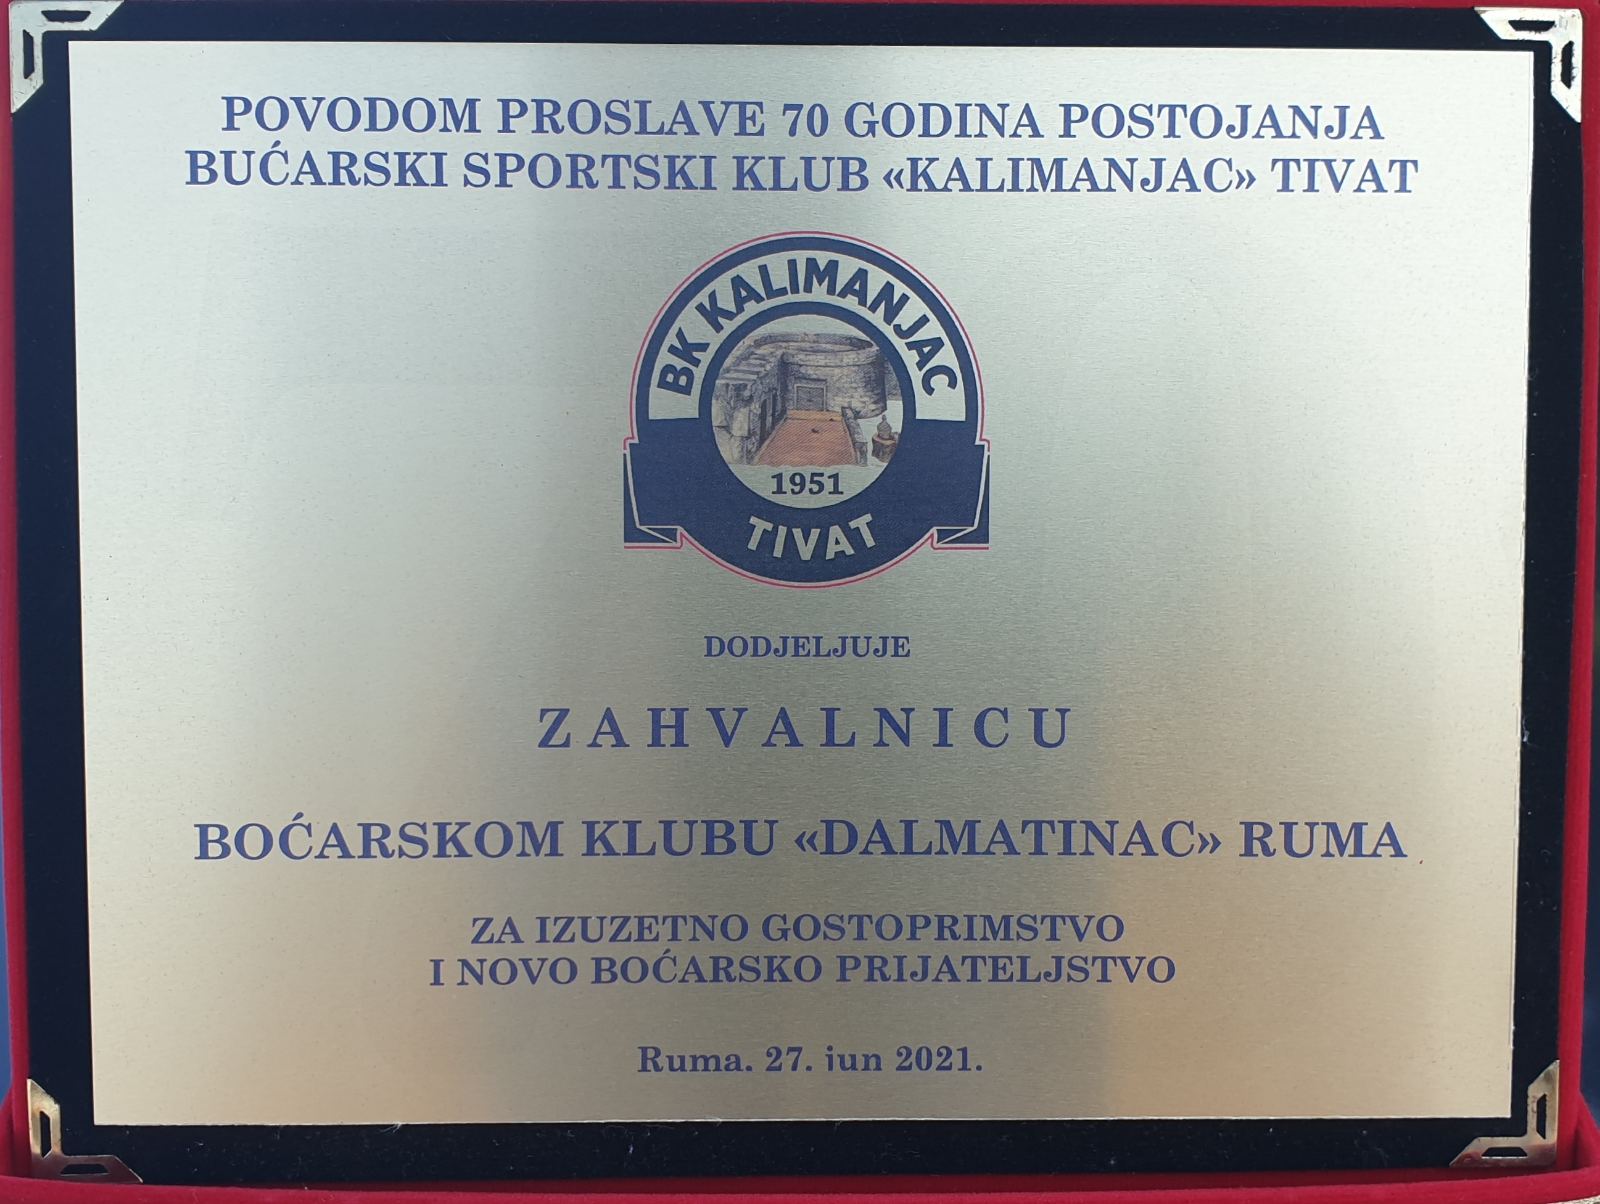 POVODOM PROSLAVE 70 GODINA POSTOJANJA
BUĆARSKI SPORTSKI KLUB «KALIMANJAC» TIVAT
BK KALIMANJAC
1951
TIVAT
DODJELJUJE
ZAHVALNICU
BOĆARSKOM KLUBU «DALMATINAC» RUMA
ZA IZUZETNO GOSTOPRIMSTVO
I NOVO BOĆARSKO PRIJATELJSTVO
Ruma. 27. iun 2021.